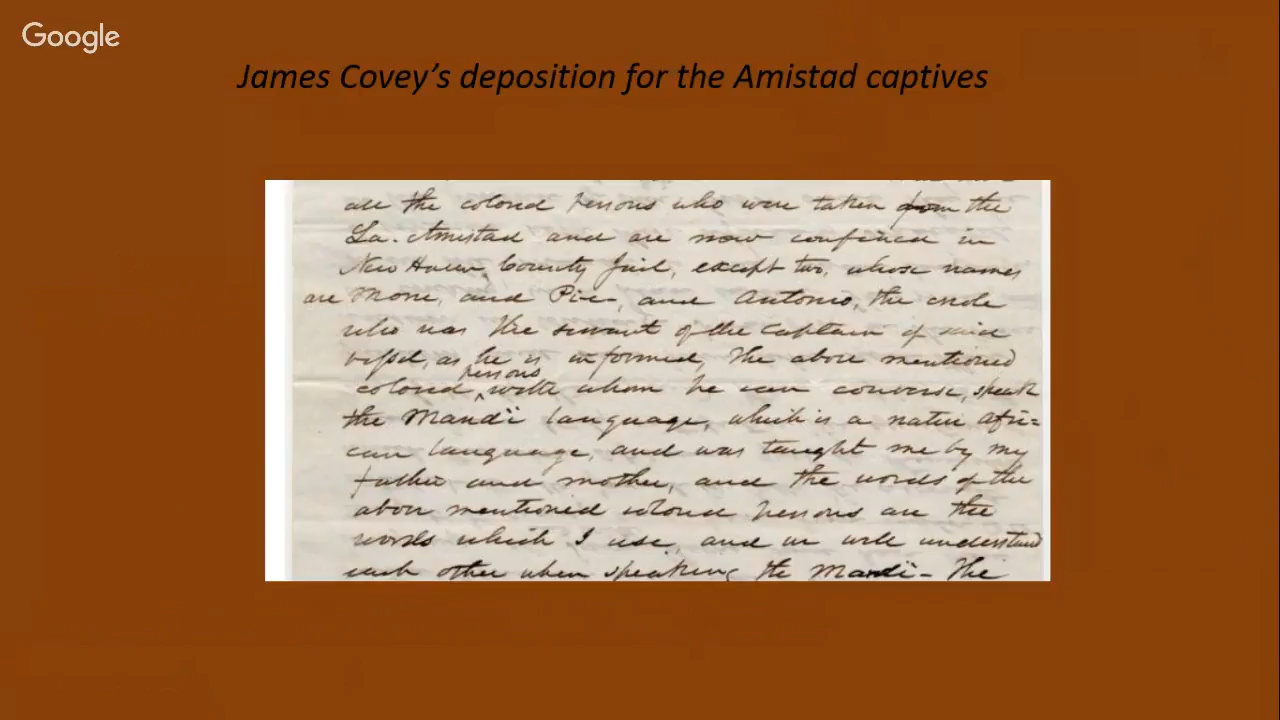 Google
James Covey's deposition for the Amistad captives
all the colored persons who were taken from the
La. Amistad and are now confined in
New Haven County Jail, except two, whose names
are and and Antonio, the
who was the servant of the Captain of said
vessel, as he is informed, the above mentioned
persons
colored with whom he can converse, speak
the Mandi language, which is a native Afri=
can language, and was taught me by my
father and mother, and the words of the
above mentioned colored persons are the
words which I use, and we well understand
each other when speaking the Mandi - The